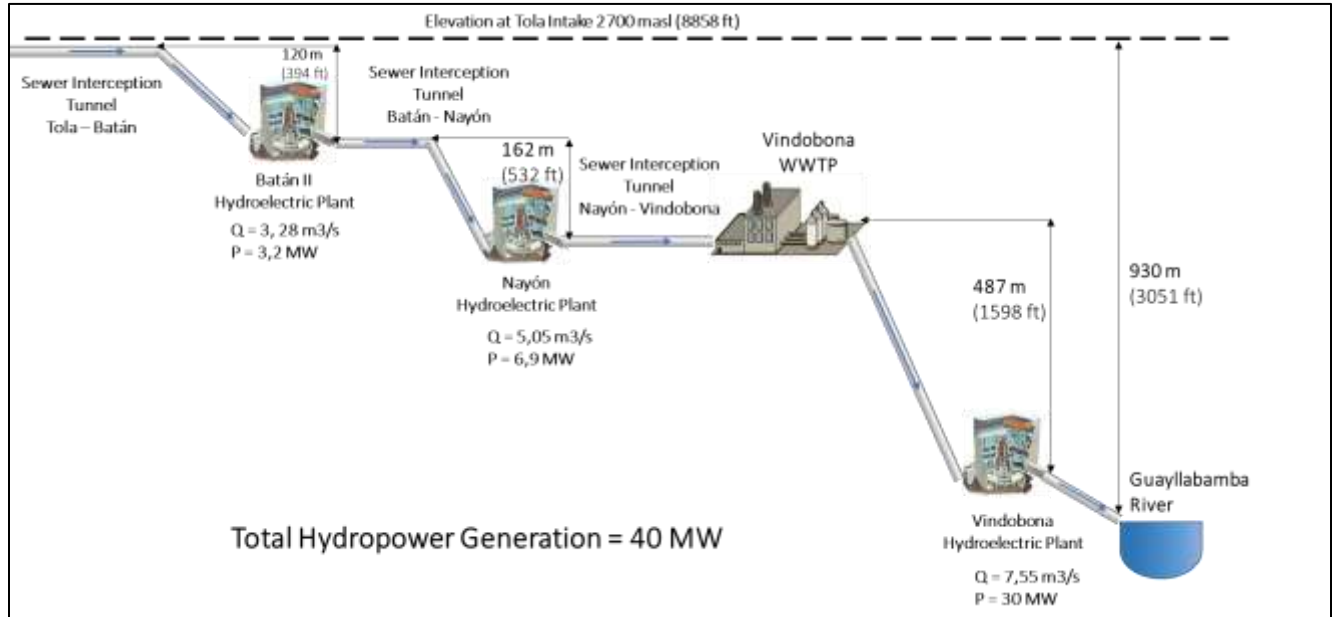 Elevation at Tola Intake 2700 masl (8858 ft)
120 m
(394 ft)
Sewer Interception
Tunnel
Tola – Batán
Sewer Interception
Tunnel
Batán - Nayón
Batán II
Hydroelectric Plant
Q = 3, 28 m3/s
P = 3,2 MW
162 m
(532 ft)
Sewer Interception
Tunnel
Nayón - Vindobona
Nayón
Hydroelectric Plant
Q = 5,05 m3/s
P = 6,9 MW
Vindobona
WWTP
487 m
(1598 ft)
930 m
(3051 ft)
Guayllabamba
River
Vindobona
Hydroelectric Plant
Q = 7,55 m3/s
P = 30 MW
Total Hydropower Generation = 40 MW